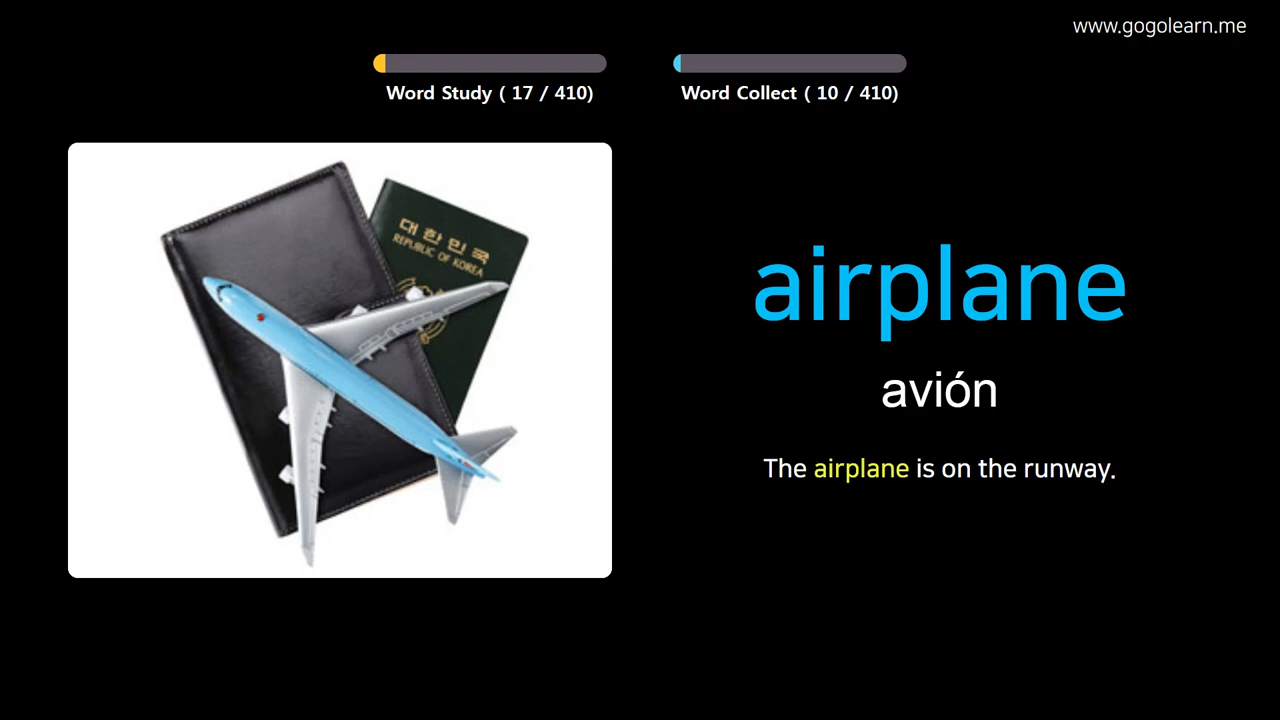 www.gogolearn.me
Word Study ( 17 / 410)
Word Collect ( 10 / 410)
대한민국
REPUBLIC OF KOREA
airplane
avión
The airplane is on the runway.